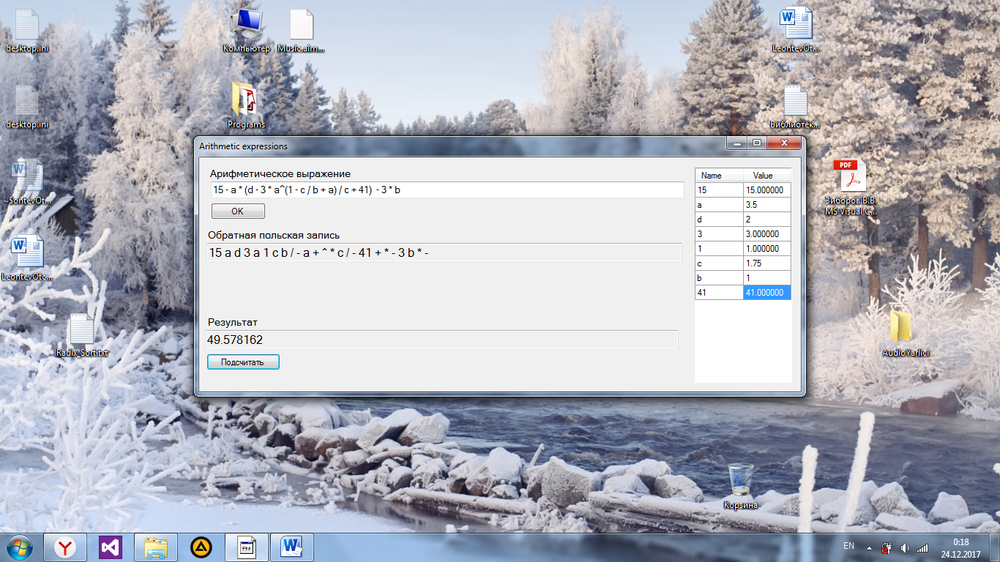 desktop.ini
Компьютер
Music.aim...
LeontevOt...
desktop.ini
Programs
Библиотек...
~$ontevOt...
PDF
Зиборов В.В.
MS Visual C...
LeontevOtc...
Radix_Sort.txt
AudioYarlici
Корзина
Arithmetic expressions
Арифметическое выражение
15 - a * (d - 3 * a^(1 - c / b + a) / c + 41)  - 3 * b
OK
Обратная польская запись
15 a d 3 a 1 c b / - a + ^ * c / - 41 + * - 3 b * -
Результат
49.578162
Подсчитать
Name Value
15 15.000000
a 3.5
d 2
3 3.000000
1 1.000000
c 1.75
b 1
41 41.000000
EN
0:18
24.12.2017